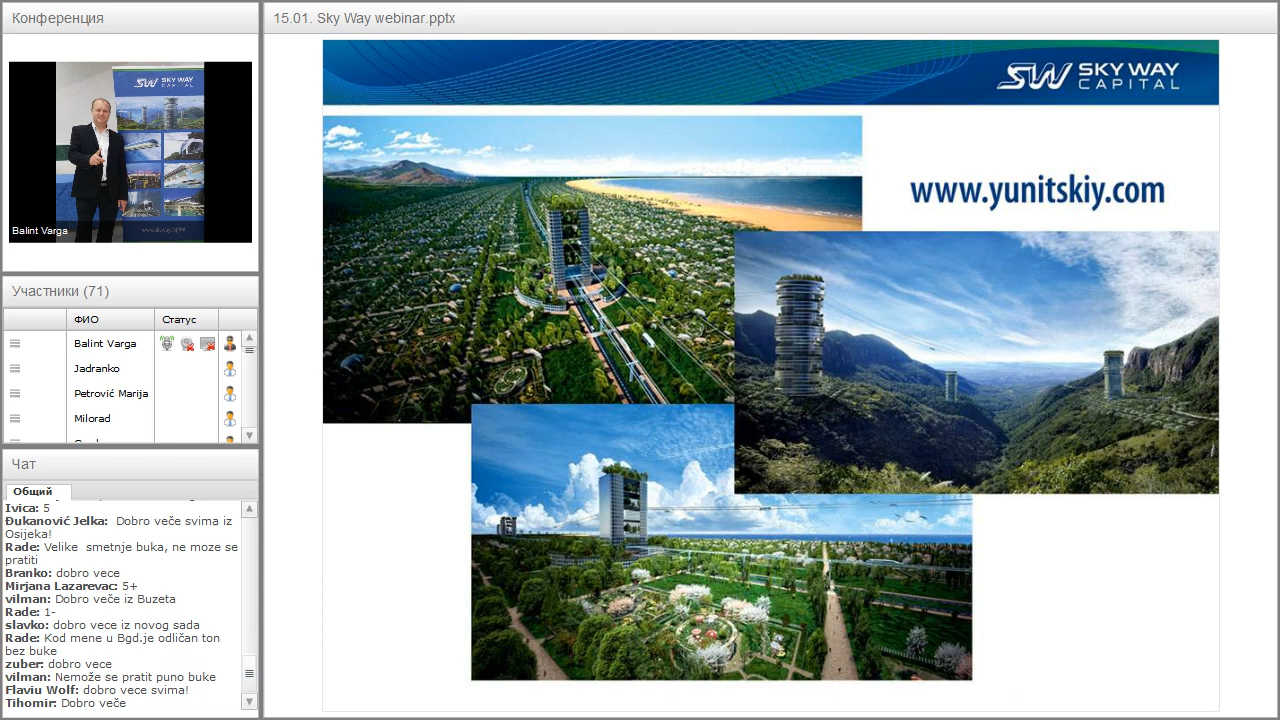 Конференция
SW SKY WAY
CAPITAL
Balint Varga
Участники (71)
ФИО Статус
Balint Varga
Jadranko
Petrović Marija
Milorad
Чат
Общий
Ivica: 5
Đukanović Jelka: Dobro veče svima iz
Osijeka!
Rade: Velike smetnje buka, ne moze se
pratiti
Branko: dobro vece
Mirjana Lazarevac: 5+
vilman: Dobro veče iz Buzeta
Rade: 1-
slavko: dobro vece iz novog sada
Rade: Kod mene u Bgd.je odličan ton
bez buke
zuber: dobro vece
vilman: Nemože se pratit puno buke
Flaviu Wolf: dobro vece svima!
Tihomir: Dobro veče
15.01. Sky Way webinar.pptx
SW SKY WAY
CAPITAL
www.yunitskiy.com